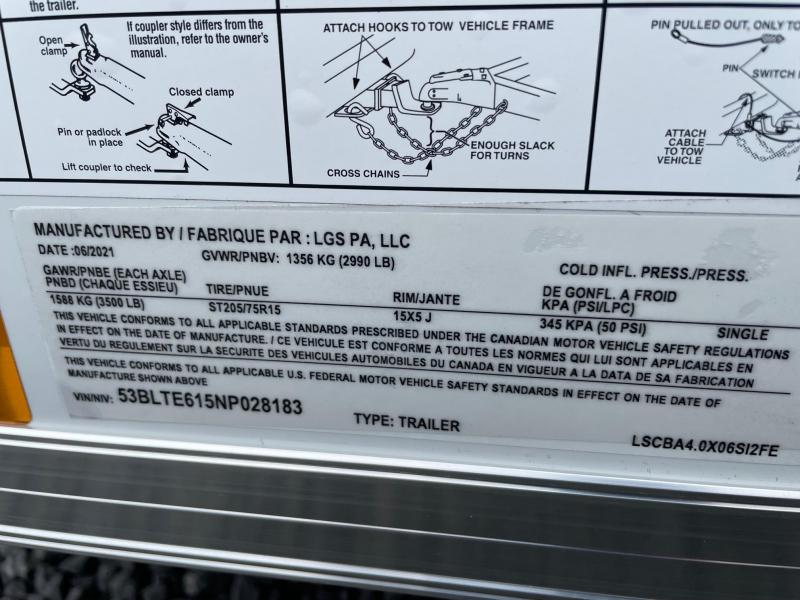 the trailer.
If coupler style differs from the
illustration, refer to the owner's
manual.
Open
clamp
Closed clamp
Pin or padlock
in place
Lift coupler to check
ATTACH HOOKS TO TOW VEHICLE FRAME
ENOUGH SLACK
FOR TURNS
CROSS CHAINS
PIN PULLED OUT, ONLY TO
PIN
SWITCH
ATTACH
CABLE
TO TOW
VEHICLE
MANUFACTURED BY / FABRIQUE PAR : LGS PA, LLC
DATE :06/2021
GVWR/PNBV: 1356 KG (2990 LB)
GAWR/PNBE (EACH AXLE)
PNBD (CHAQUE ESSIEU)
TIRE/PNUE
RIM/JANTE
COLD INFL. PRESS./PRESS.
DE GONFL. A FROID
KPA (PSI/LPC)
1588 KG (3500 LB)
ST205/75R15
15X5 J
345 KPA (50 PSI)
SINGLE
THIS VEHICLE CONFORMS TO ALL APPLICABLE STANDARDS PRESCRIBED UNDER THE CANADIAN MOTOR VEHICLE SAFETY REGULATIONS
IN EFFECT ON THE DATE OF MANUFACTURE. / CE VEHICULE EST CONFORME A TOUTES LES NORMES QUI LUI SONT APPLICABLES EN
VERTU DU REGULEMENT SUR LA SECURITE DES VEHICULES AUTOMOBILES DU CANADA EN VIGUEUR A LA DATA DE SA FABRICATION
THIS VEHICLE CONFORMS TO ALL APPLICABLE U.S. FEDERAL MOTOR VEHICLE SAFETY STANDARDS IN EFFECT ON THE DATE OF
MANUFACTURE SHOWN ABOVE
VIN/NIV: 53BLTE615NP028183
TYPE: TRAILER
LSCBA4.0X06SI2FE